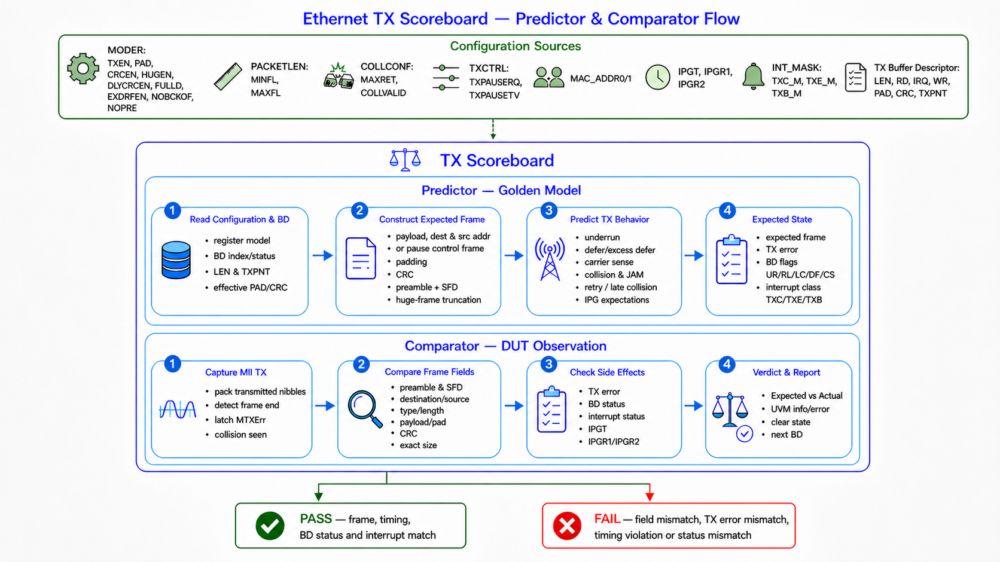 Ethernet TX Scoreboard — Predictor & Comparator Flow
Configuration Sources
MODER:
TXEN, PAD,
CRCEN, HUGEN,
DLYCRCEN, FULLD,
EXDRFEN, NOBCKOF,
NOPRE
PACKETLEN:
MINFL,
MAXFL
COLLCONF:
MAXRET,
COLLVALID
TXCTRL:
TXPAUSERQ,
TXPAUSETV
MAC_ADDR0/1
IPGT, IPGR1,
IPGR2
INT_MASK:
TXC_M, TXE_M,
TXB_M
TX Buffer Descriptor:
LEN, RD, IRQ, WR,
PAD, CRC, TXPNT
TX Scoreboard
Predictor — Golden Model
1
Read Configuration & BD
• register model
• BD index/status
• LEN & TXPNT
• effective PAD/CRC
2
Construct Expected Frame
• payload, dest & src addr
• or pause control frame
• padding
• CRC
• preamble + SFD
• huge-frame truncation
3
Predict TX Behavior
• underrun
• defer/excess defer
• carrier sense
• collision & JAM
• retry / late collision
• IPG expectations
4
Expected State
• expected frame
• TX error
• BD flags
UR/RL/LC/DF/CS
• interrupt class
TXC/TXE/TXB
Comparator — DUT Observation
1
Capture MII TX
• pack transmitted nibbles
• detect frame end
• latch MTXErr
• collision seen
2
Compare Frame Fields
• preamble & SFD
• destination/source
• type/length
• payload/pad
• CRC
• exact size
3
Check Side Effects
• TX error
• BD status
• interrupt status
• IPGT
• IPGR1/IPGR2
4
Verdict & Report
• Expected vs Actual
• UVM info/error
• clear state
• next BD
PASS — frame, timing,
BD status and interrupt match
FAIL — field mismatch, TX error mismatch,
timing violation or status mismatch